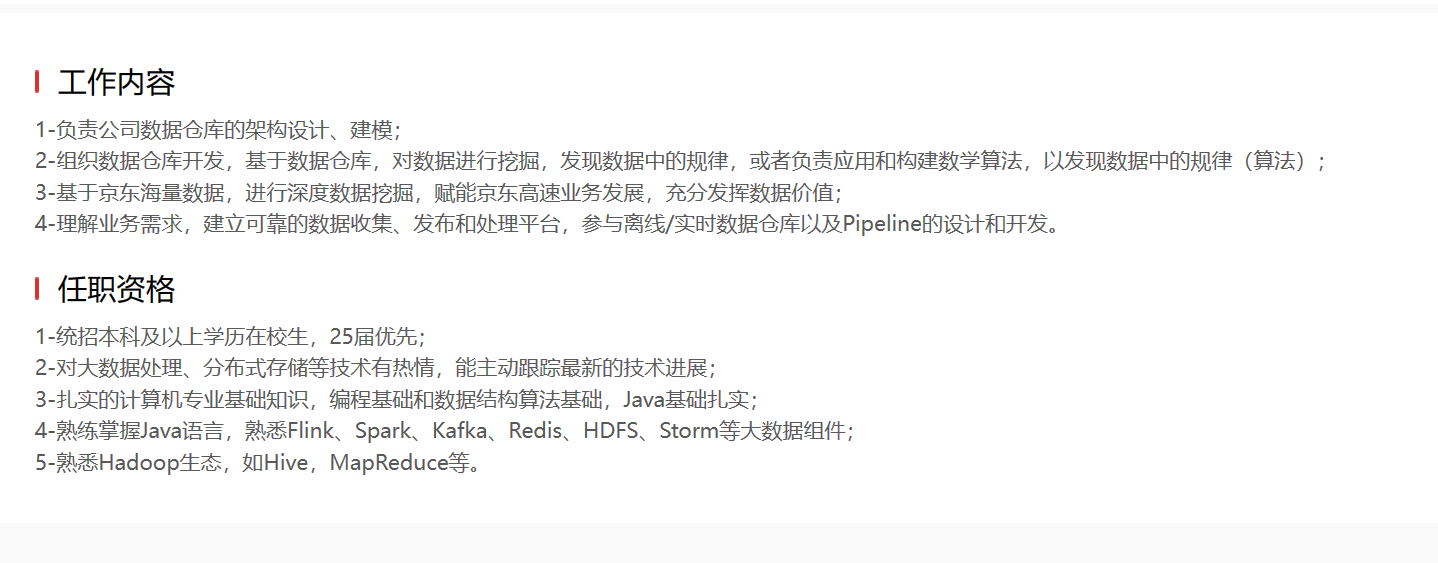 工作内容
1-负责公司数据仓库的架构设计、建模；
2-组织数据仓库开发，基于数据仓库，对数据进行挖掘，发现数据中的规律，或者负责应用和构建数学算法，以发现数据中的规律（算法）；
3-基于京东海量数据，进行深度数据挖掘，赋能京东高速业务发展，充分发挥数据价值；
4-理解业务需求，建立可靠的数据收集、发布和处理平台，参与离线/实时数据仓库以及Pipeline的设计和开发。
任职资格
1-统招本科及以上学历在校生，25届优先；
2-对大数据处理、分布式存储等技术有热情，能主动跟踪最新的技术进展；
3-扎实的计算机专业基础知识，编程基础和数据结构算法基础，Java基础扎实；
4-熟练掌握Java语言，熟悉Flink、Spark、Kafka、Redis、HDFS、Storm等大数据组件；
5-熟悉Hadoop生态，如Hive，MapReduce等。